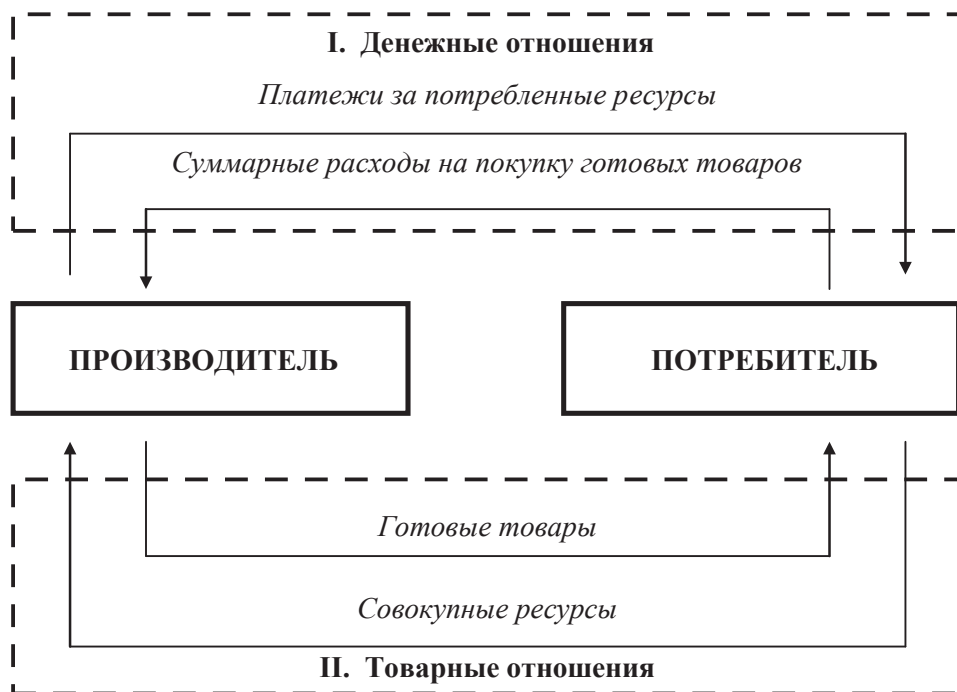 I. Денежные отношения
Платежи за потребленные ресурсы
Суммарные расходы на покупку готовых товаров
ПРОИЗВОДИТЕЛЬ
ПОТРЕБИТЕЛЬ
Готовые товары
Совокупные ресурсы
II. Товарные отношения